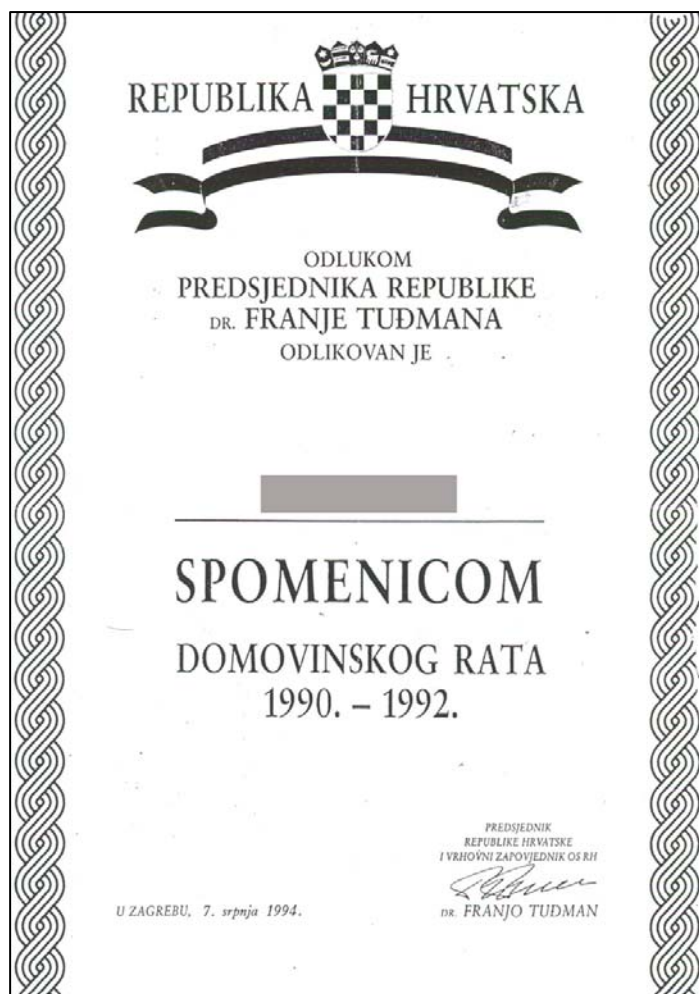 REPUBLIKA HRVATSKA
ODLUKOM
PREDSJEDNIKA REPUBLIKE
DR. FRANJE TUĐMANA
ODLIKOVAN JE
SPOMENICOM
DOMOVINSKOG RATA
1990. – 1992.
PREDSJEDNIK
REPUBLIKE HRVATSKE
I VRHOVNI ZAPOVJEDNIK OS RH
U ZAGREBU, 7. srpnja 1994.
DR. FRANJO TUĐMAN